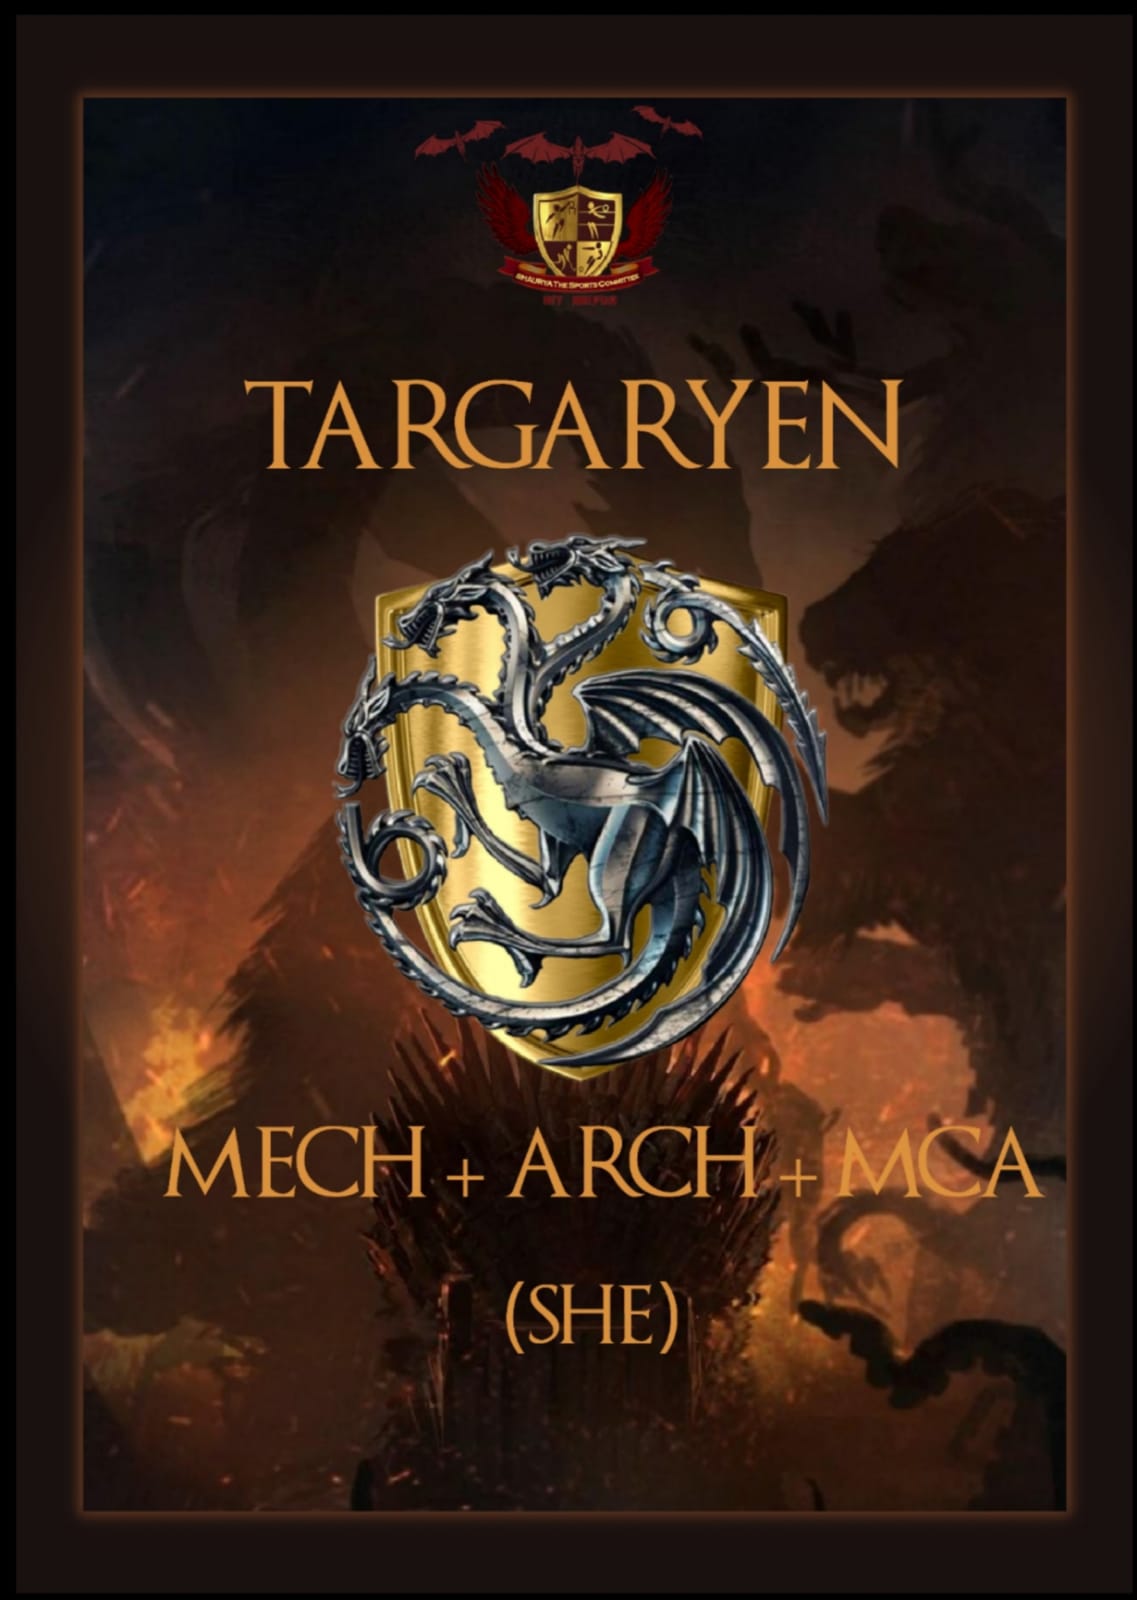 SHAURYA THE SPORTS COMMITTEE
TARGARYEN
MECH + ARCH + MCA
(SHE)